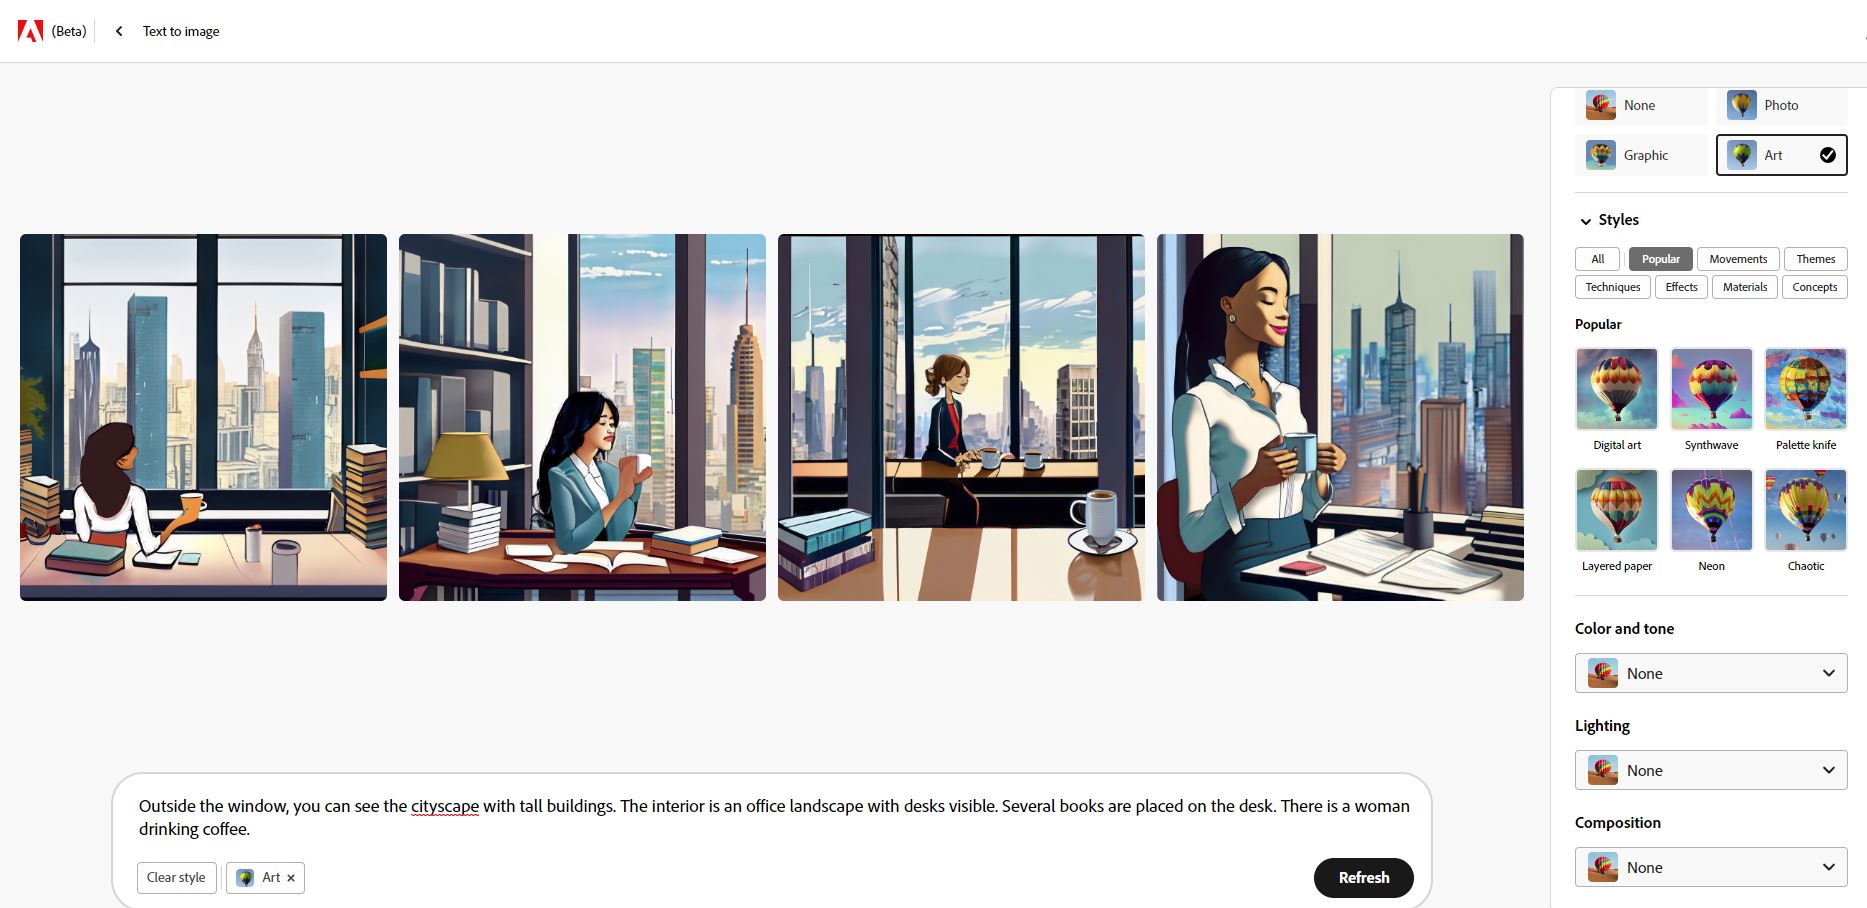 (Beta)
Text to image
None
Photo
Graphic
Art
Styles
All
Popular
Movements
Themes
Techniques
Effects
Materials
Concepts
Popular
Digital art
Synthwave
Palette knife
Layered paper
Neon
Chaotic
Color and tone
None
Lighting
None
Composition
None
Outside the window, you can see the cityscape with tall buildings. The interior is an office landscape with desks visible. Several books are placed on the desk. There is a woman
drinking coffee.
Clear style
Art ×
Refresh